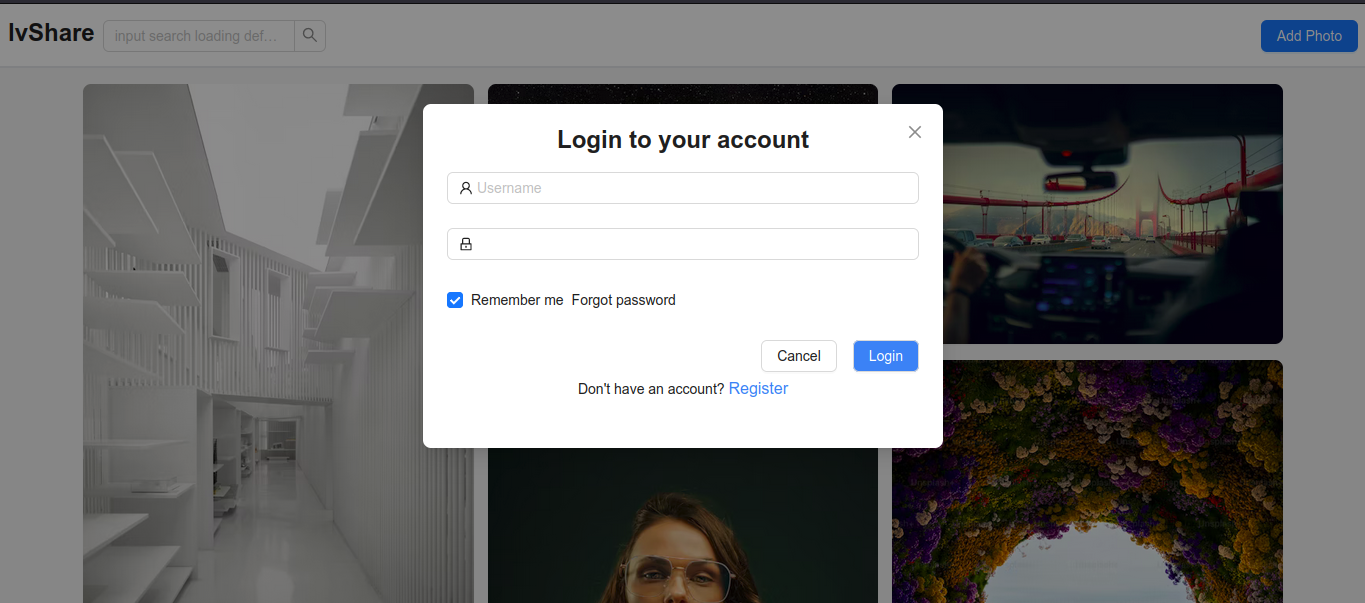 lvShare
input search loading def...
Add Photo
Login to your account
Username
Remember me Forgot password
Cancel
Login
Don't have an account? Register